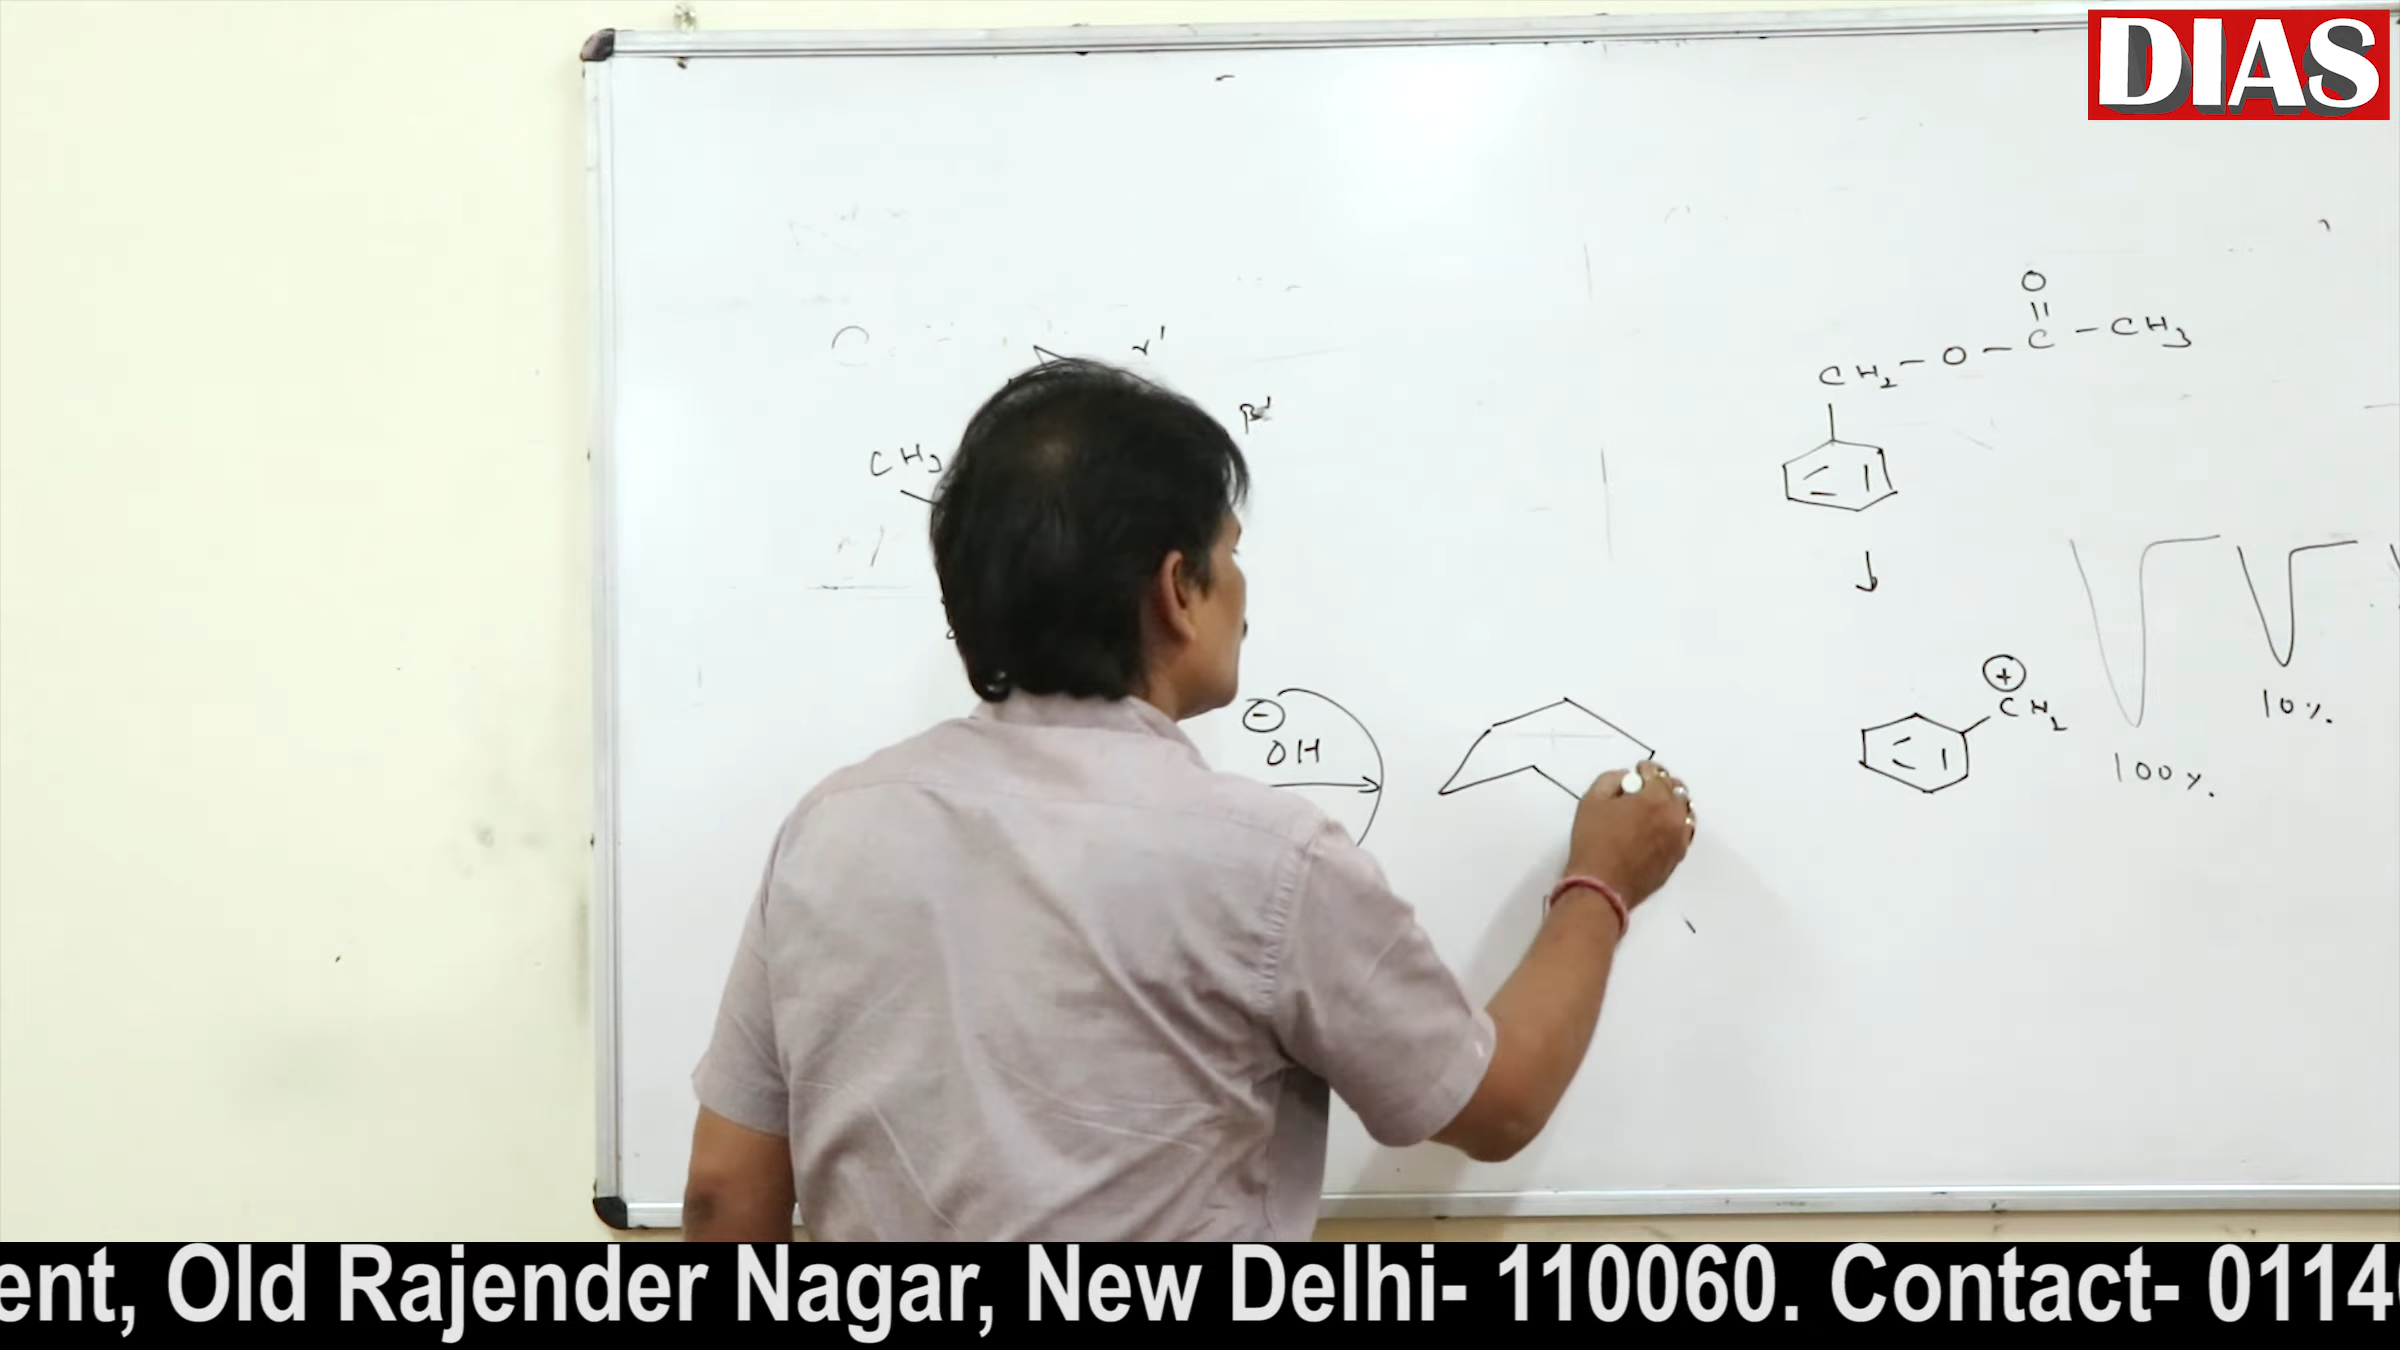 DIAS
O
||
CH₂ - O - C - CH₃
γ'
β'
CH₃
⊕
CH₂
⊖
OH
10%.
100%.
ent, Old Rajender Nagar, New Delhi- 110060. Contact- 0114